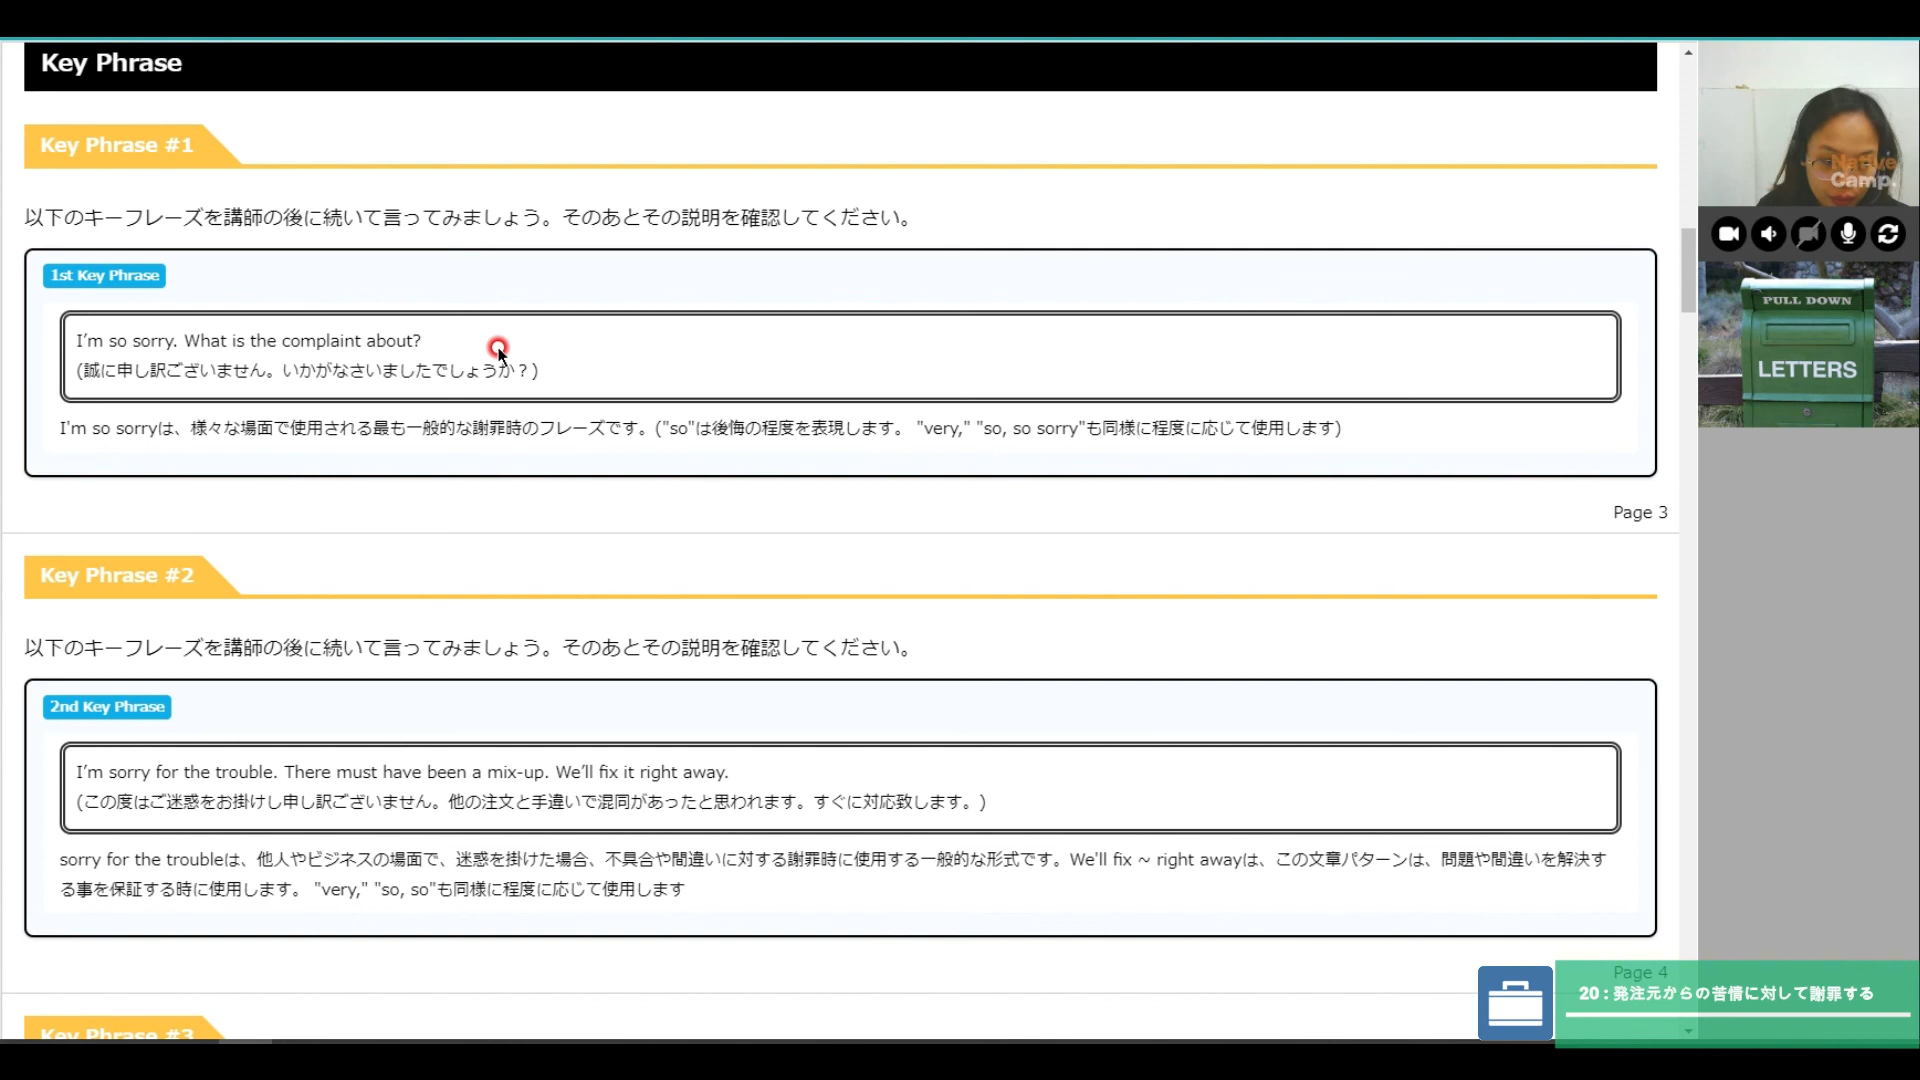 Key Phrase
Key Phrase #1
以下のキーフレーズを講師の後に続いて言ってみましょう。そのあとその説明を確認してください。
1st Key Phrase
I’m so sorry. What is the complaint about?
(誠に申し訳ございません。いかがなさいましたでしょうか？)
I'm so sorryは、様々な場面で使用される最も一般的な謝罪時のフレーズです。("so"は後悔の程度を表現します。 "very," "so, so sorry"も同様に程度に応じて使用します)
Page 3
Key Phrase #2
以下のキーフレーズを講師の後に続いて言ってみましょう。そのあとその説明を確認してください。
2nd Key Phrase
I’m sorry for the trouble. There must have been a mix-up. We’ll fix it right away.
(この度はご迷惑をお掛けし申し訳ございません。他の注文と手違いで混同があったと思われます。すぐに対応致します。)
sorry for the troubleは、他人やビジネスの場面で、迷惑を掛けた場合、不具合や間違いに対する謝罪時に使用する一般的な形式です。We'll fix ~ right awayは、この文章パターンは、問題や間違いを解決す
る事を保証する時に使用します。 "very," "so, so"も同様に程度に応じて使用します
Page 4
Key Phrase #3
Native
Camp.
PULL DOWN
LETTERS
20 : 発注元からの苦情に対して謝罪する